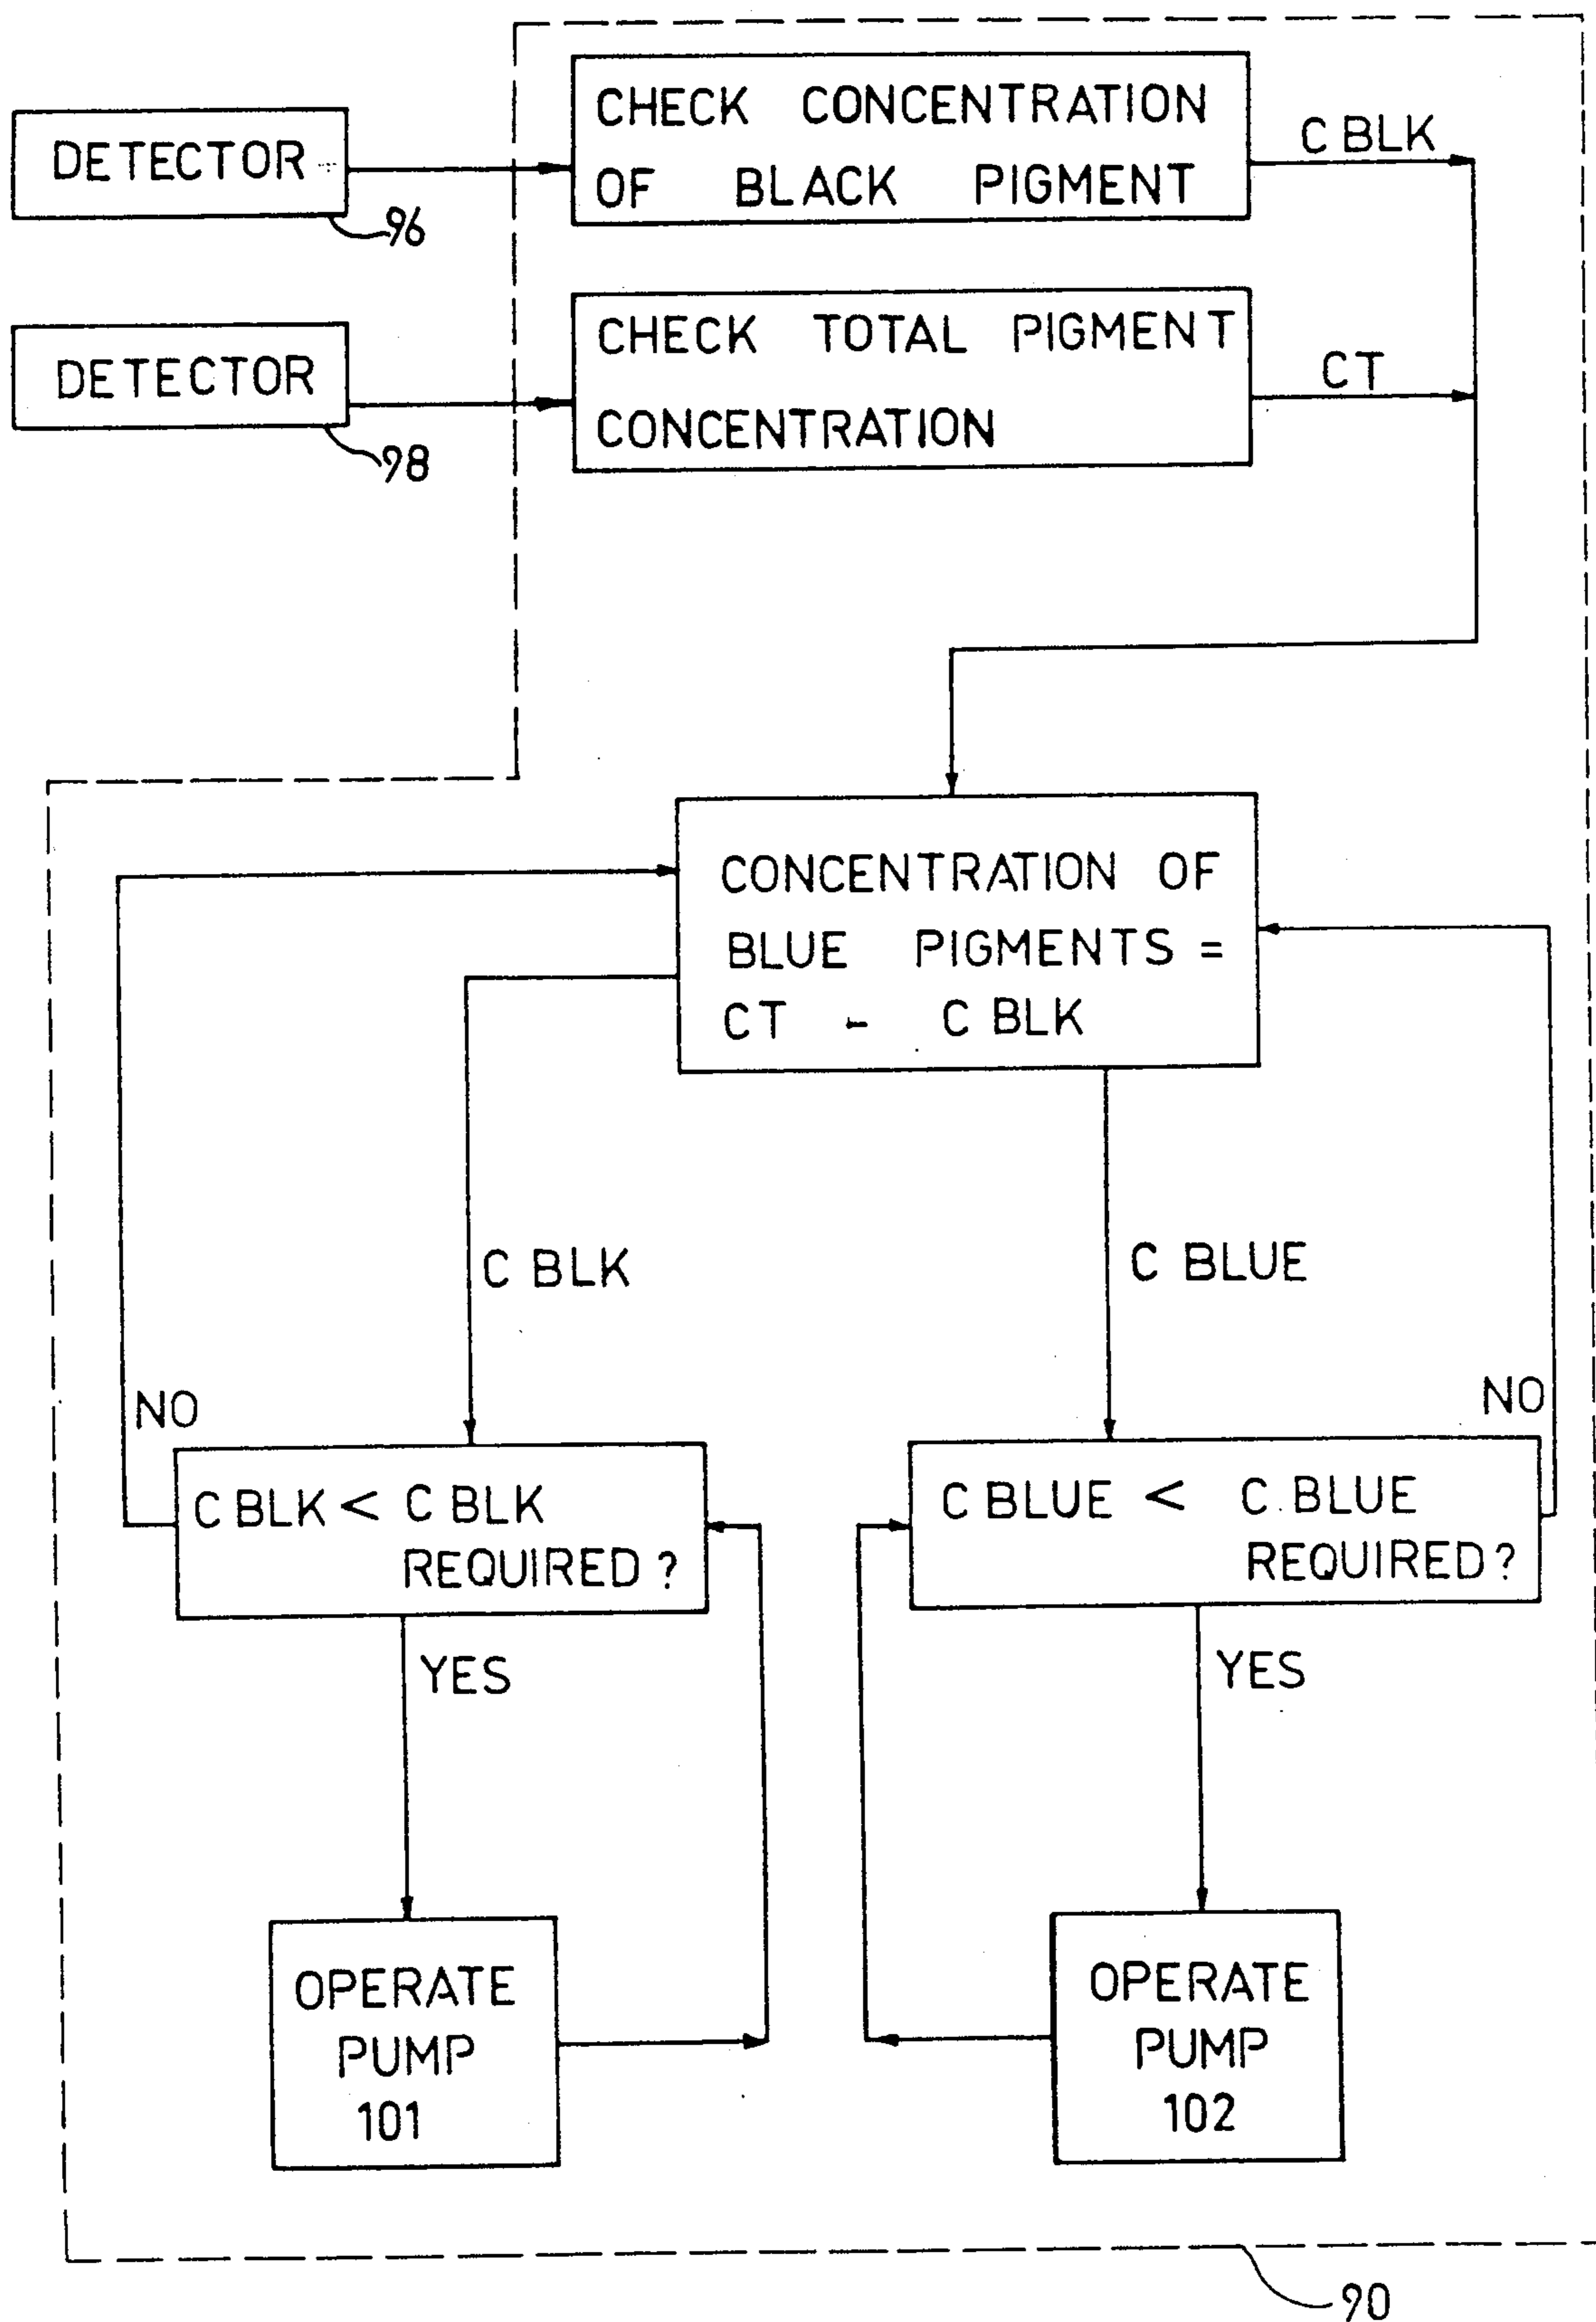 DETECTOR
96
CHECK CONCENTRATION
OF BLACK PIGMENT
C BLK
DETECTOR
98
CHECK TOTAL PIGMENT
CONCENTRATION
CT
CONCENTRATION OF
BLUE PIGMENTS =
CT - C BLK
C BLK
C BLUE
NO
NO
C BLK < C BLK
REQUIRED ?
C BLUE < C BLUE
REQUIRED ?
YES
YES
OPERATE
PUMP
101
OPERATE
PUMP
102
90